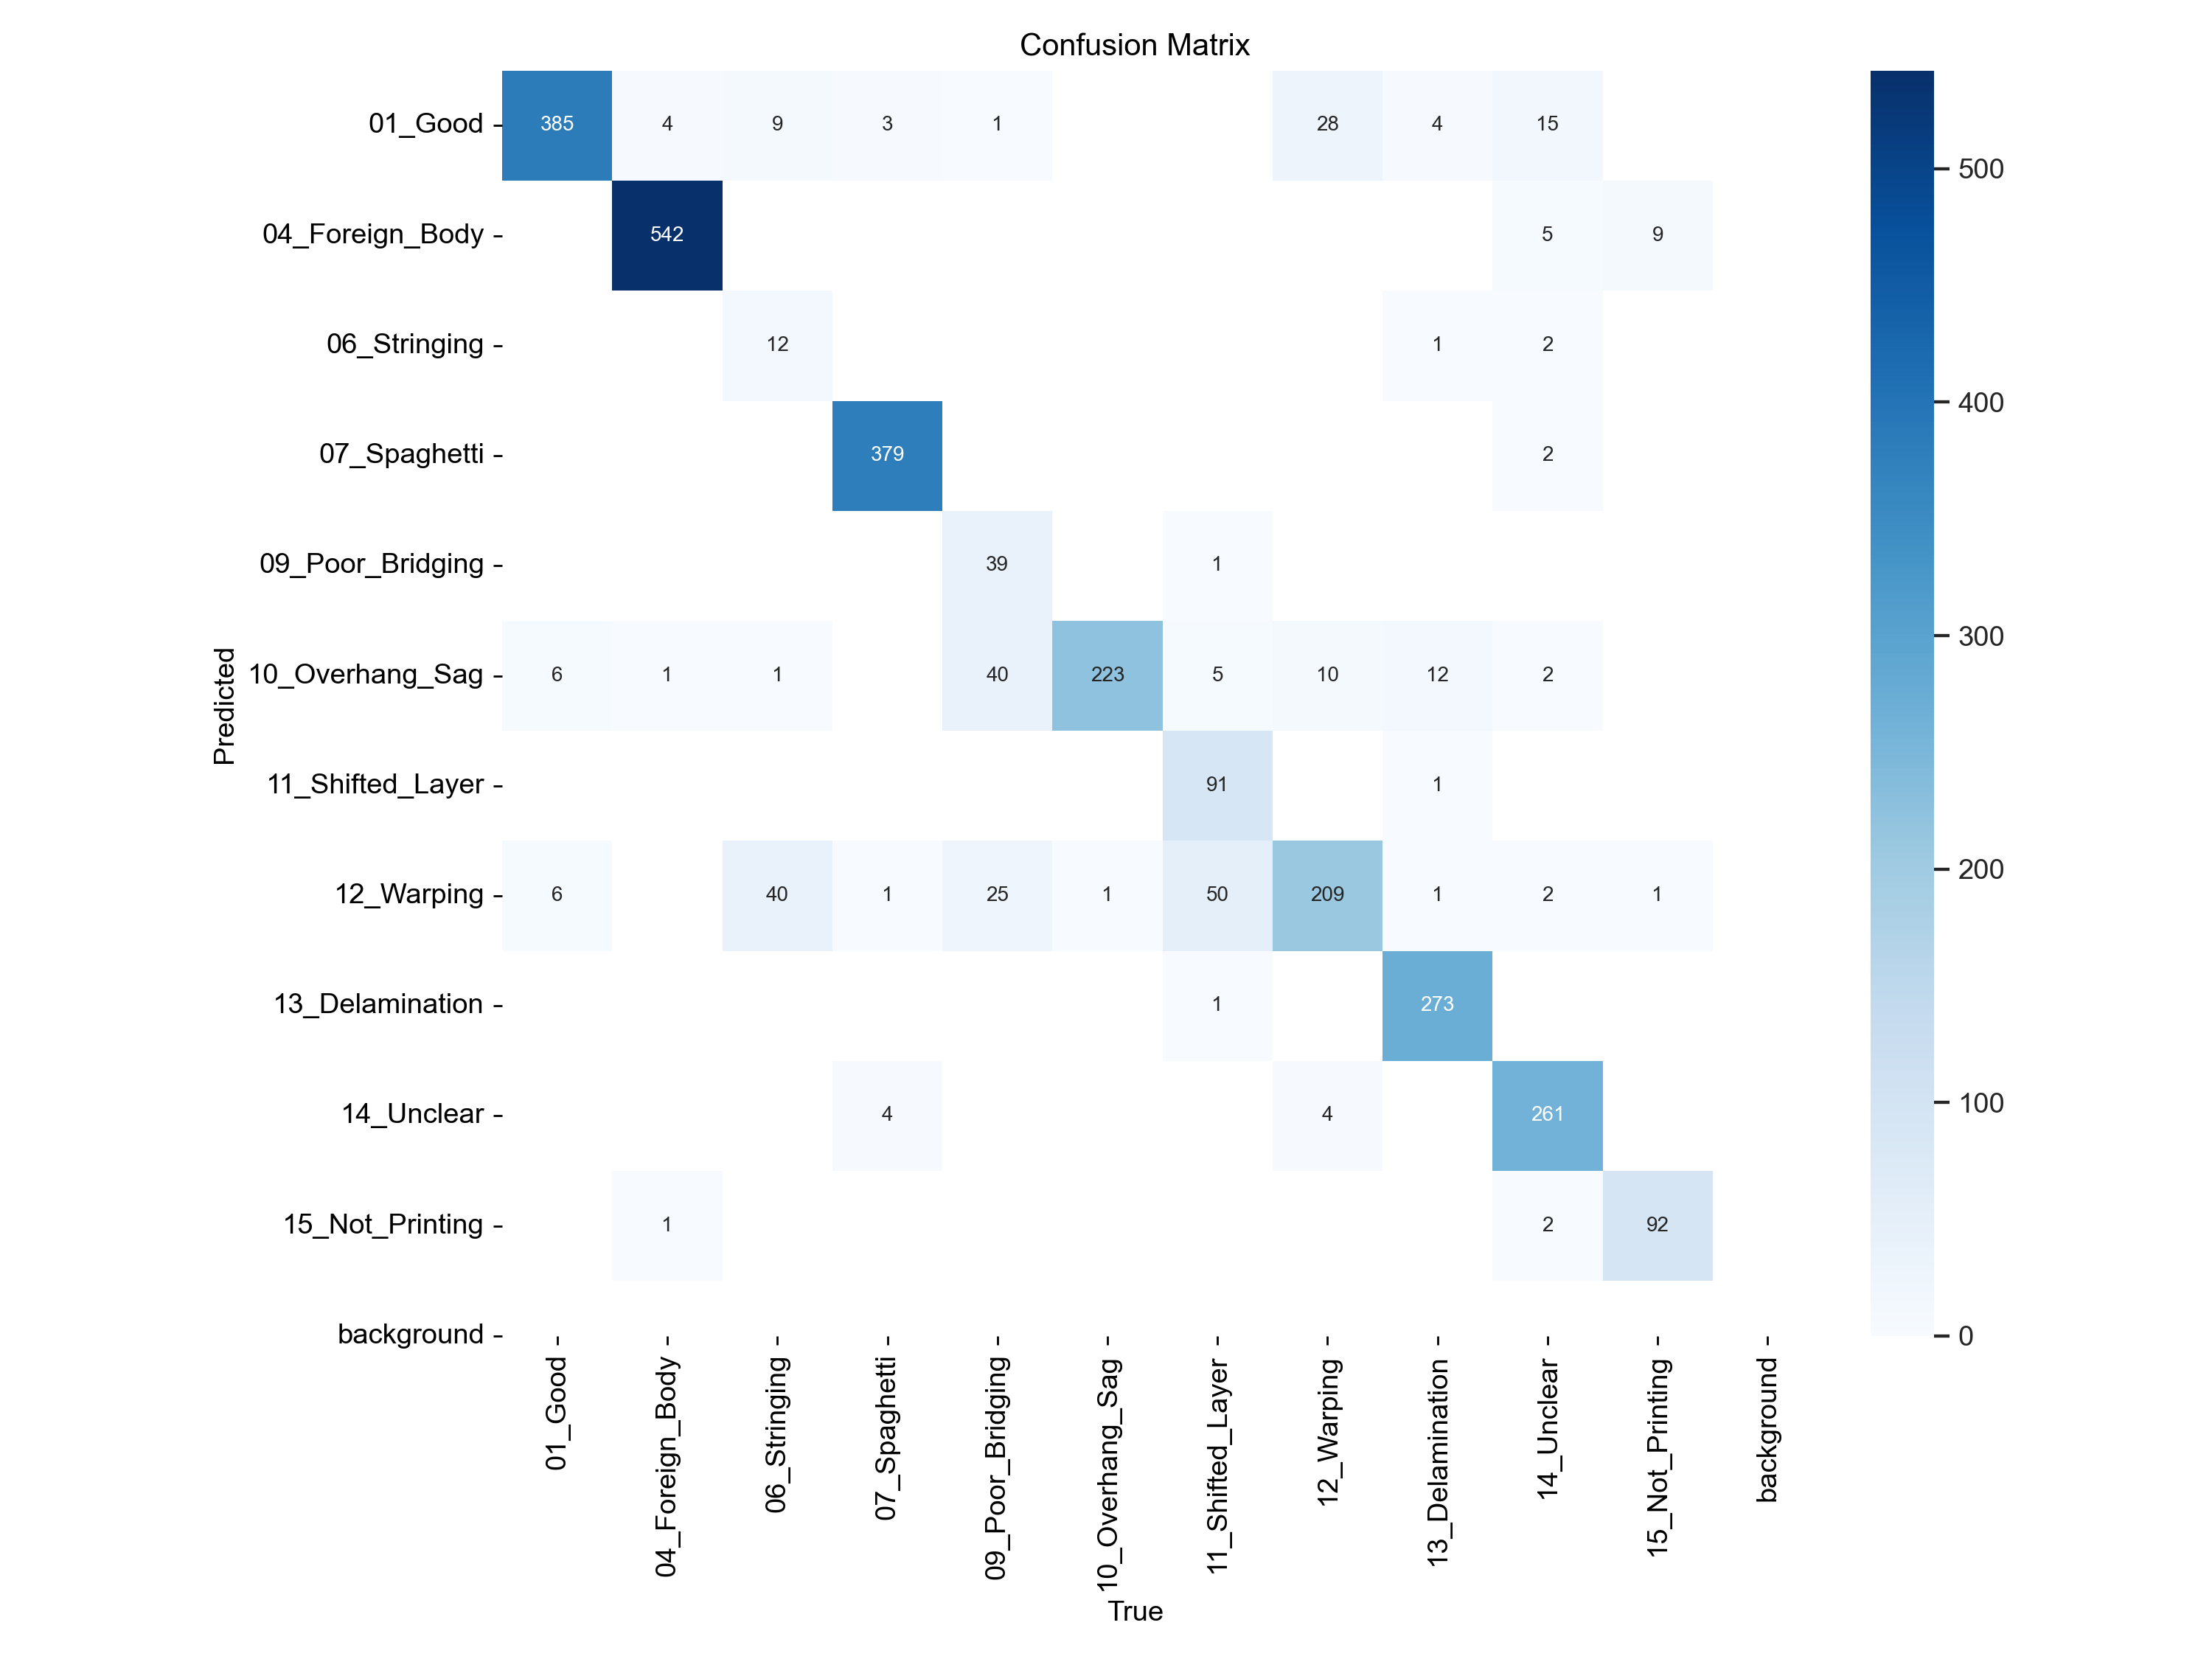 Confusion Matrix
01_Good 385 4 9 3 1 28 4 15
04_Foreign_Body 542 5 9
06_Stringing 12 1 2
07_Spaghetti 379 2
09_Poor_Bridging 39 1
10_Overhang_Sag 6 1 1 40 223 5 10 12 2
11_Shifted_Layer 91 1
12_Warping 6 40 1 25 1 50 209 1 2 1
13_Delamination 1 273
14_Unclear 4 4 261
15_Not_Printing 1 2 92
background
Predicted
01_Good
04_Foreign_Body
06_Stringing
07_Spaghetti
09_Poor_Bridging
10_Overhang_Sag
11_Shifted_Layer
12_Warping
13_Delamination
14_Unclear
15_Not_Printing
background
True
500
400
300
200
100
0